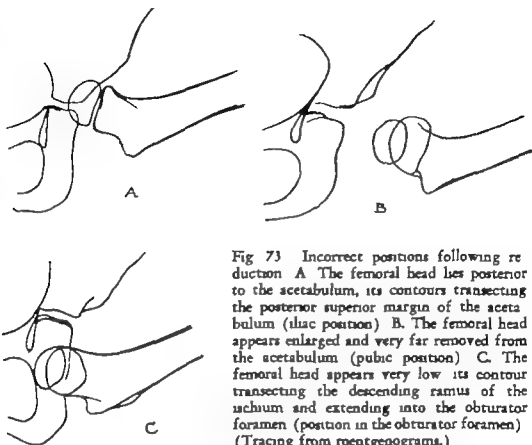 A
B
C
Fig 73 Incorrect positions following re
duction A The femoral head lies posterior
to the acetabulum, its contours transecting
the posterior superior margin of the aceta
bulum (iliac position) B. The femoral head
appears enlarged and very far removed from
the acetabulum (pubic position) C. The
femoral head appears very low its contour
transecting the descending ramus of the
ischium and extending into the obturator
foramen (position in the obturator foramen)
(Tracing from roentgenograms.)